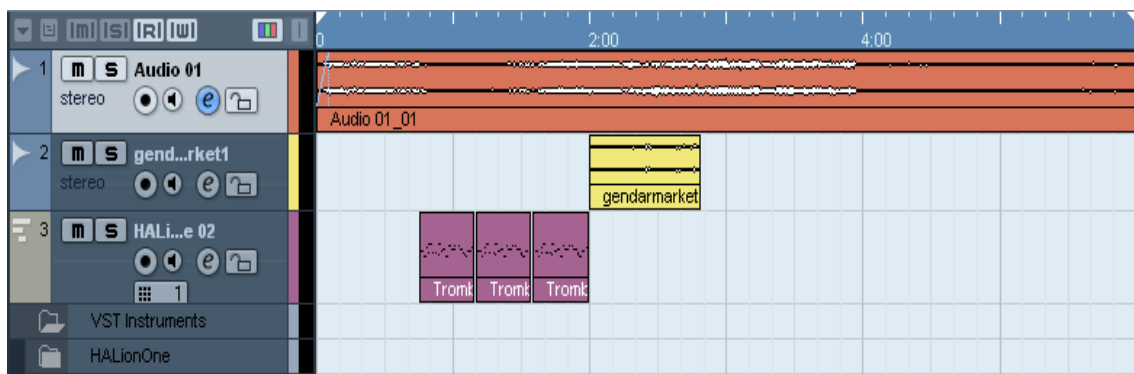 m S R W
0 2:00 4:00
1 m S Audio 01
stereo e
Audio 01_01
2 m S gend...rket1
stereo e
gendarmarket
3 m S HALi...e 02
e
1
Tromb Tromb Tromb
VST Instruments
HALionOne